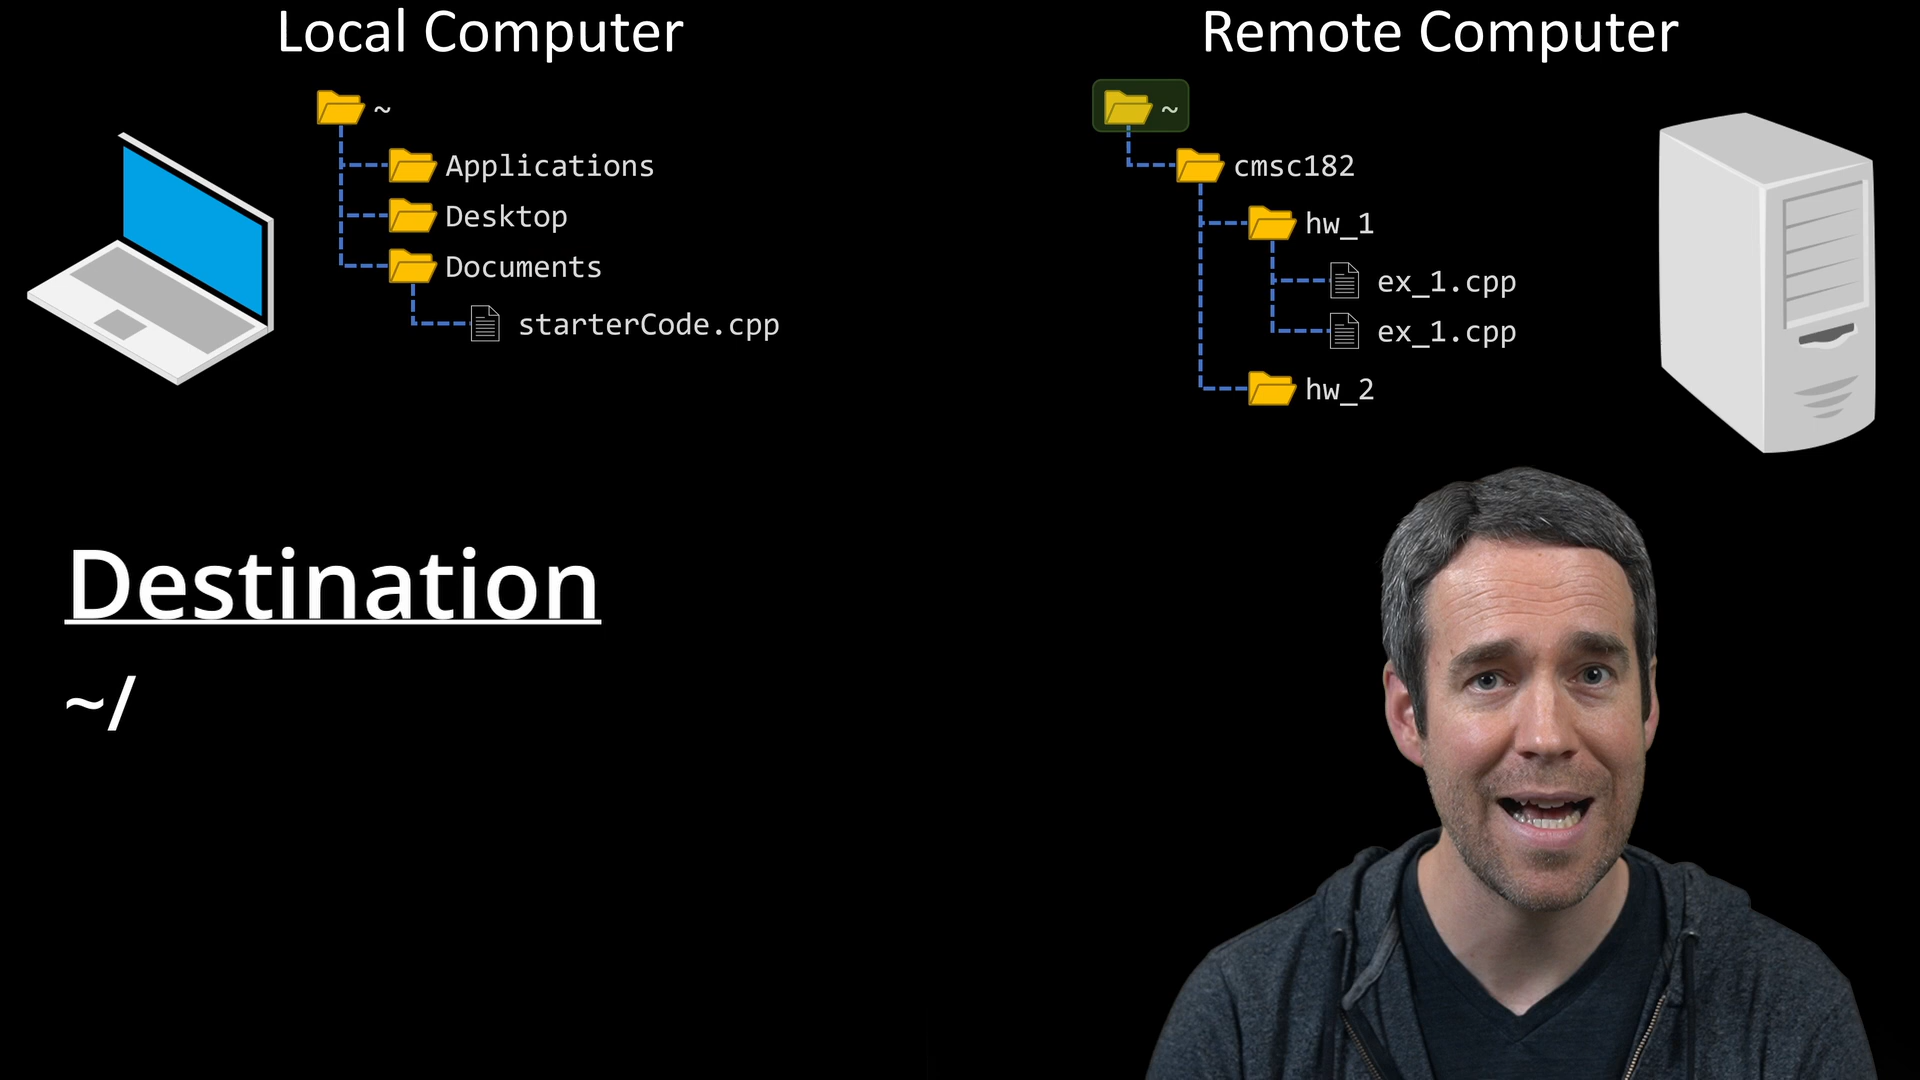 Local Computer
~
Applications
Desktop
Documents
starterCode.cpp
Remote Computer
~
cmsc182
hw_1
ex_1.cpp
ex_1.cpp
hw_2
Destination
~/